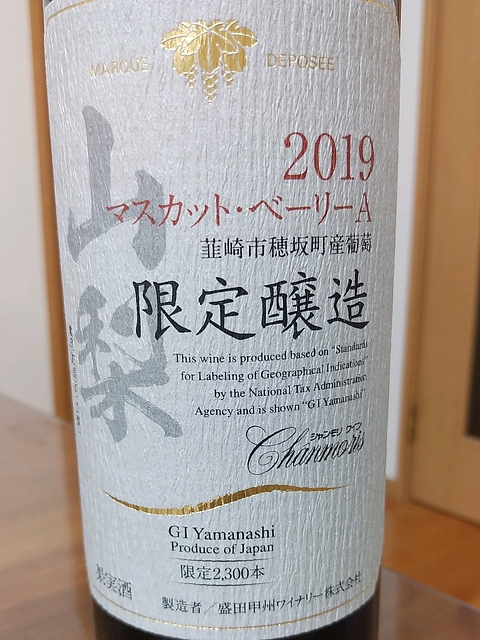 MARQUE DEPOSEE
山梨
2019
マスカット・ベーリーA
韮崎市穂坂町産葡萄
限定醸造
This wine is produced based on "Standards
for Labeling of Geographical Indications"
by the National Tax Administration
Agency and is shown "GI Yamanashi"
シャンモリ ワイン
Chanmoris
GI Yamanashi
Produce of Japan
限定2,300本
果実酒
製造者／盛田甲州ワイナリー株式会社